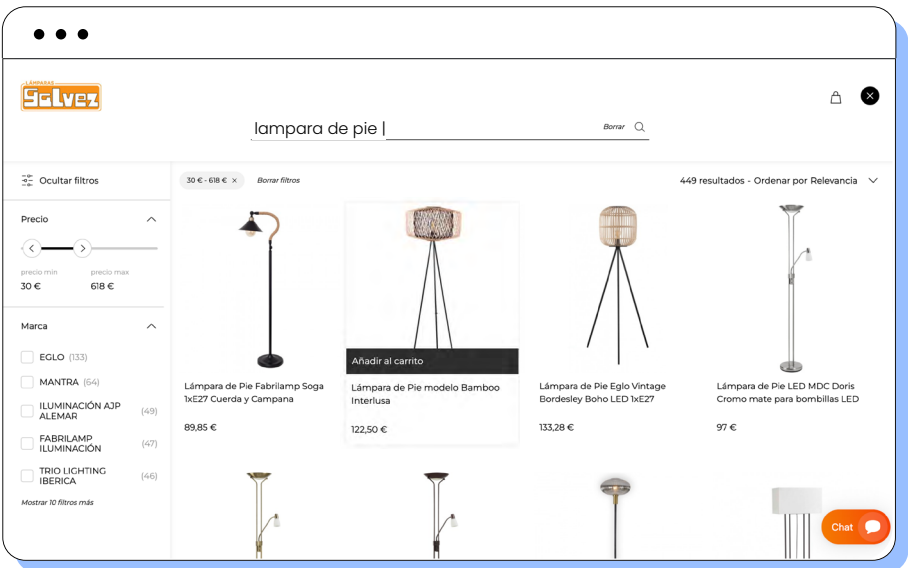 LÁMPARAS
Galvez
lampara de pie
Borrar
Ocultar filtros
30 € - 618 € ×
Borrar filtros
449 resultados - Ordenar por Relevancia
Precio
precio min
precio max
30 €
618 €
Marca
EGLO (133)
MANTRA (64)
ILUMINACIÓN AJP
ALEMAR
(49)
FABRILAMP
ILUMINACIÓN
(47)
TRIO LIGHTING
IBERICA
(46)
Mostrar 10 filtros más
Lámpara de Pie Fabrilamp Soga
1xE27 Cuerda y Campana
89,85 €
Añadir al carrito
Lámpara de Pie modelo Bamboo
Interlusa
122,50 €
Lámpara de Pie Eglo Vintage
Bordesley Boho LED 1xE27
133,28 €
Lámpara de Pie LED MDC Doris
Cromo mate para bombillas LED
97 €
Chat